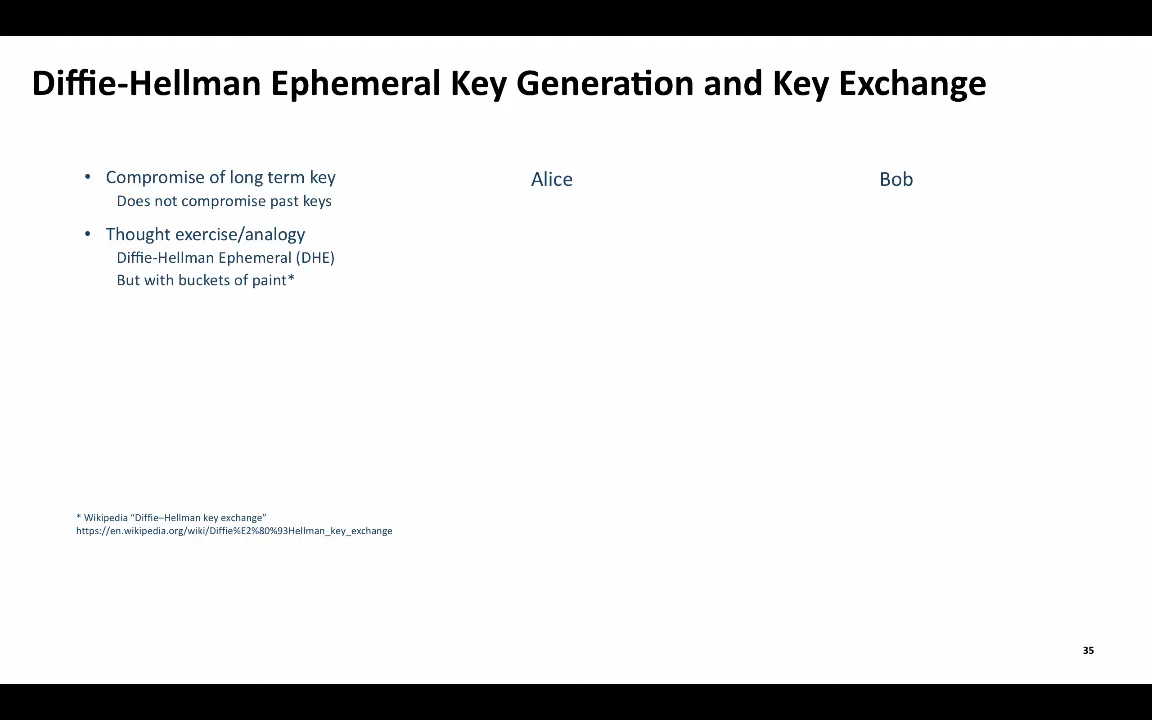 Diffie-Hellman Ephemeral Key Generation and Key Exchange
• Compromise of long term key
Does not compromise past keys
• Thought exercise/analogy
Diffie-Hellman Ephemeral (DHE)
But with buckets of paint*
Alice
Bob
* Wikipedia “Diffie–Hellman key exchange”
https://en.wikipedia.org/wiki/Diffie%E2%80%93Hellman_key_exchange
35